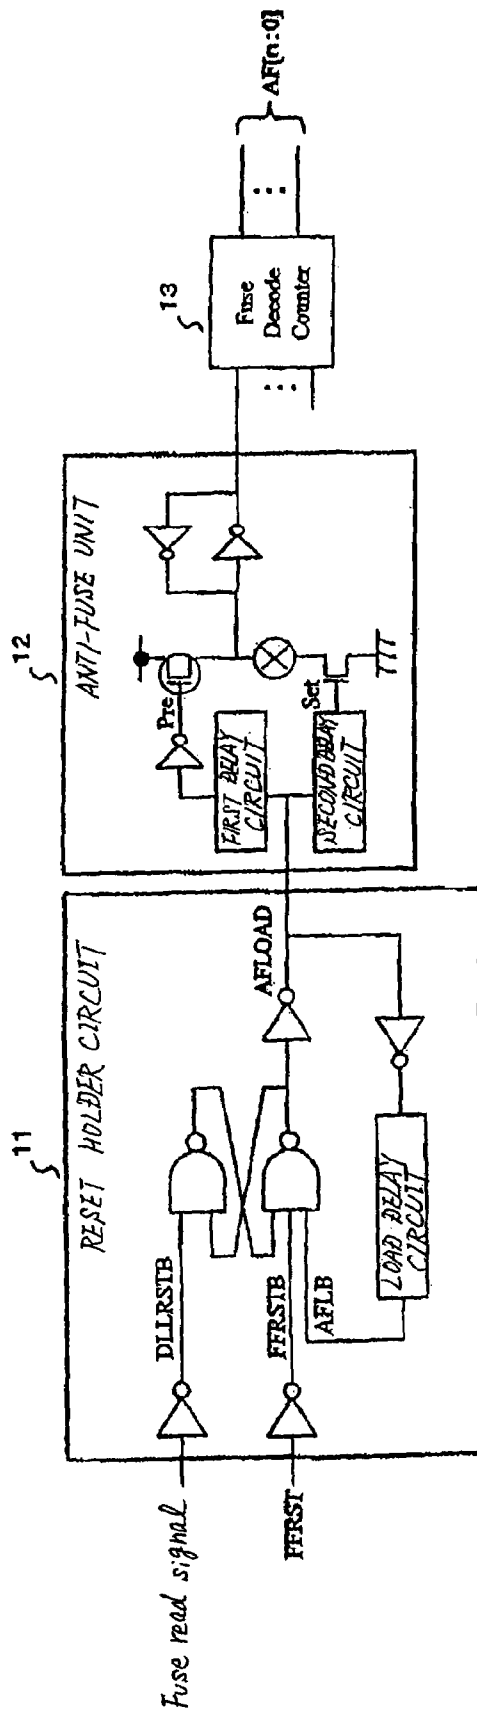 11
RESET HOLDER CIRCUIT
Fuse read signal
DLLRSTB
FFRST
FFRSTB
AFLB
AFLOAD
LOAD DELAY
CIRCUIT
12
ANTI-FUSE UNIT
Pre
FIRST DELAY
CIRCUIT
Set
SECOND DELAY
CIRCUIT
13
Fuse
Decode
Counter
AF[n:0]